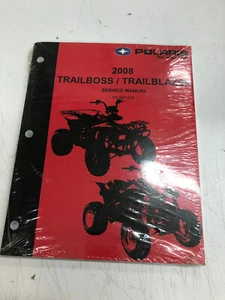 POLARIS
2008
TRAILBOSS / TRAILBLAZER
SERVICE MANUAL